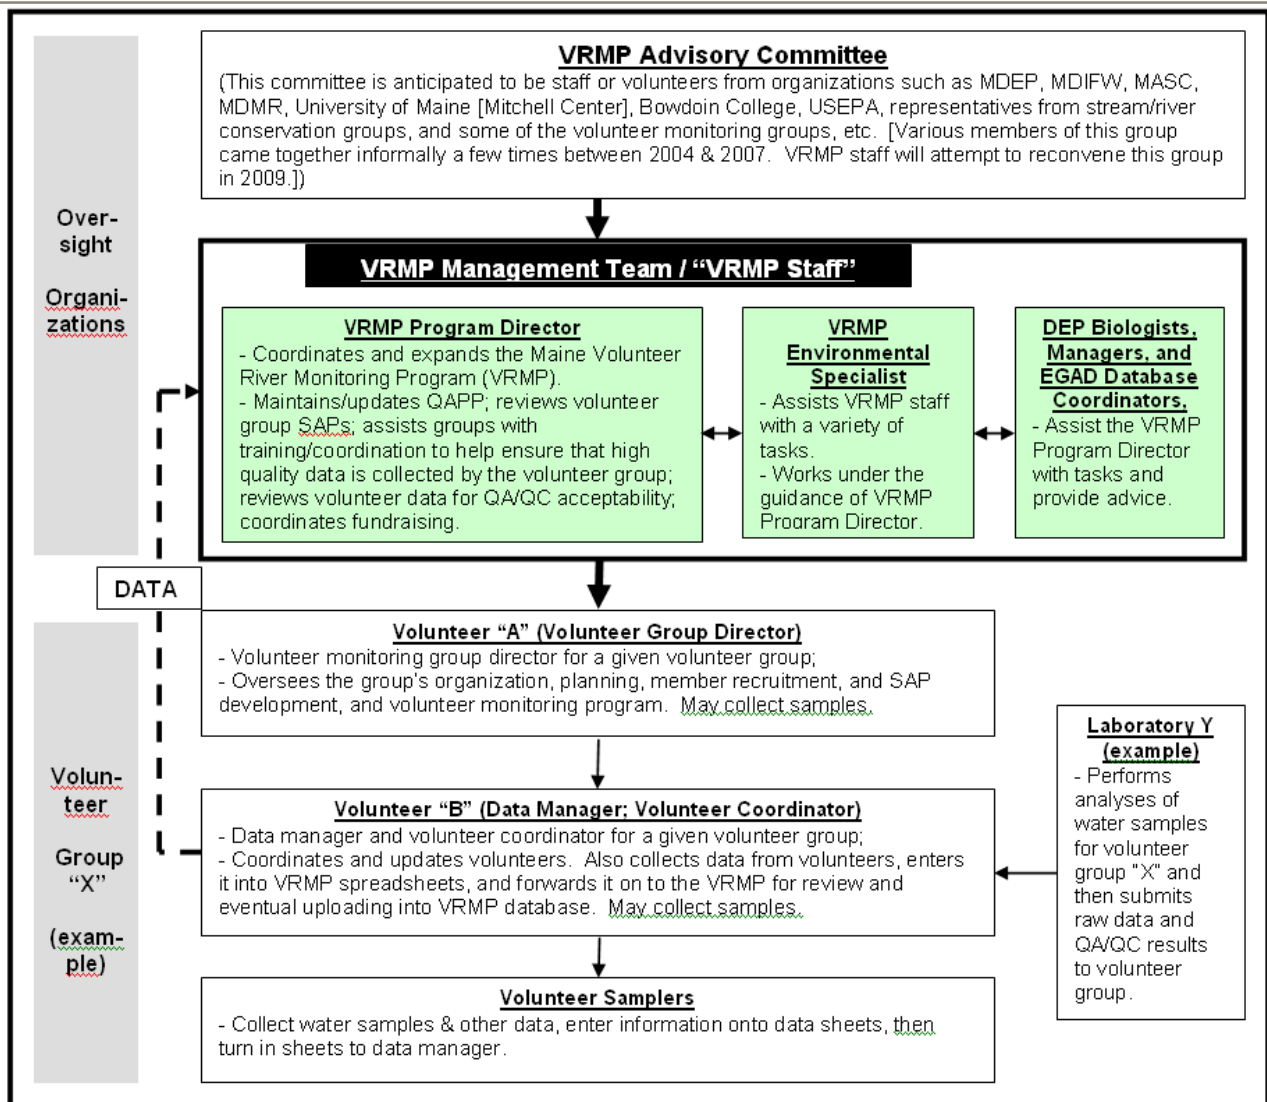 VRMP Advisory Committee
(This committee is anticipated to be staff or volunteers from organizations such as MDEP, MDIFW, MASC,
MDMR, University of Maine [Mitchell Center], Bowdoin College, USEPA, representatives from stream/river
conservation groups, and some of the volunteer monitoring groups, etc.  [Various members of this group
came together informally a few times between 2004 & 2007.  VRMP staff will attempt to reconvene this group
in 2009.])
Over-
sight
Organi-
zations
VRMP Management Team / “VRMP Staff”
VRMP Program Director
- Coordinates and expands the Maine Volunteer
River Monitoring Program (VRMP).
- Maintains/updates QAPP; reviews volunteer
group SAPs; assists groups with
training/coordination to help ensure that high
quality data is collected by the volunteer group;
reviews volunteer data for QA/QC acceptability;
coordinates fundraising.
VRMP
Environmental
Specialist
- Assists VRMP staff
with a variety of
tasks.
- Works under the
guidance of VRMP
Program Director.
DEP Biologists,
Managers, and
EGAD Database
Coordinators,
- Assist the VRMP
Program Director
with tasks and
provide advice.
DATA
Volun-
teer
Group
“X”
(exam-
ple)
Volunteer “A” (Volunteer Group Director)
- Volunteer monitoring group director for a given volunteer group;
- Oversees the group’s organization, planning, member recruitment, and SAP
development, and volunteer monitoring program.  May collect samples.
Volunteer “B” (Data Manager; Volunteer Coordinator)
- Data manager and volunteer coordinator for a given volunteer group;
- Coordinates and updates volunteers.  Also collects data from volunteers, enters
it into VRMP spreadsheets, and forwards it on to the VRMP for review and
eventual uploading into VRMP database.  May collect samples.
Volunteer Samplers
- Collect water samples & other data, enter information onto data sheets, then
turn in sheets to data manager.
Laboratory Y
(example)
- Performs
analyses of
water samples
for volunteer
group "X" and
then submits
raw data and
QA/QC results
to volunteer
group.